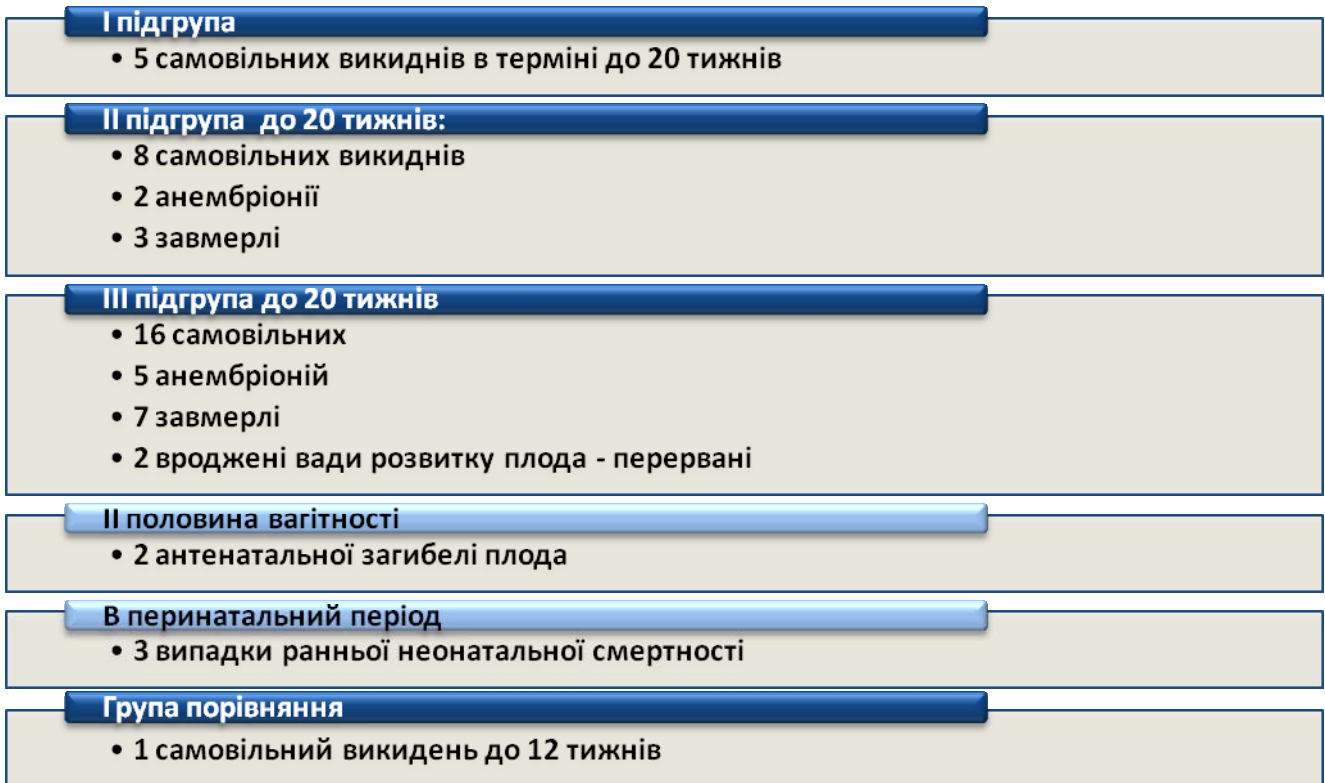 І підгрупа
• 5 самовільних викиднів в терміні до 20 тижнів
ІІ підгрупа до 20 тижнів:
• 8 самовільних викиднів
• 2 анембріонії
• 3 завмерлі
ІІІ підгрупа до 20 тижнів
• 16 самовільних
• 5 анембріоній
• 7 завмерлі
• 2 вроджені вади розвитку плода - перервані
ІІ половина вагітності
• 2 антенатальної загибелі плода
В перинатальний період
• 3 випадки ранньої неонатальної смертності
Група порівняння
• 1 самовільний викидень до 12 тижнів